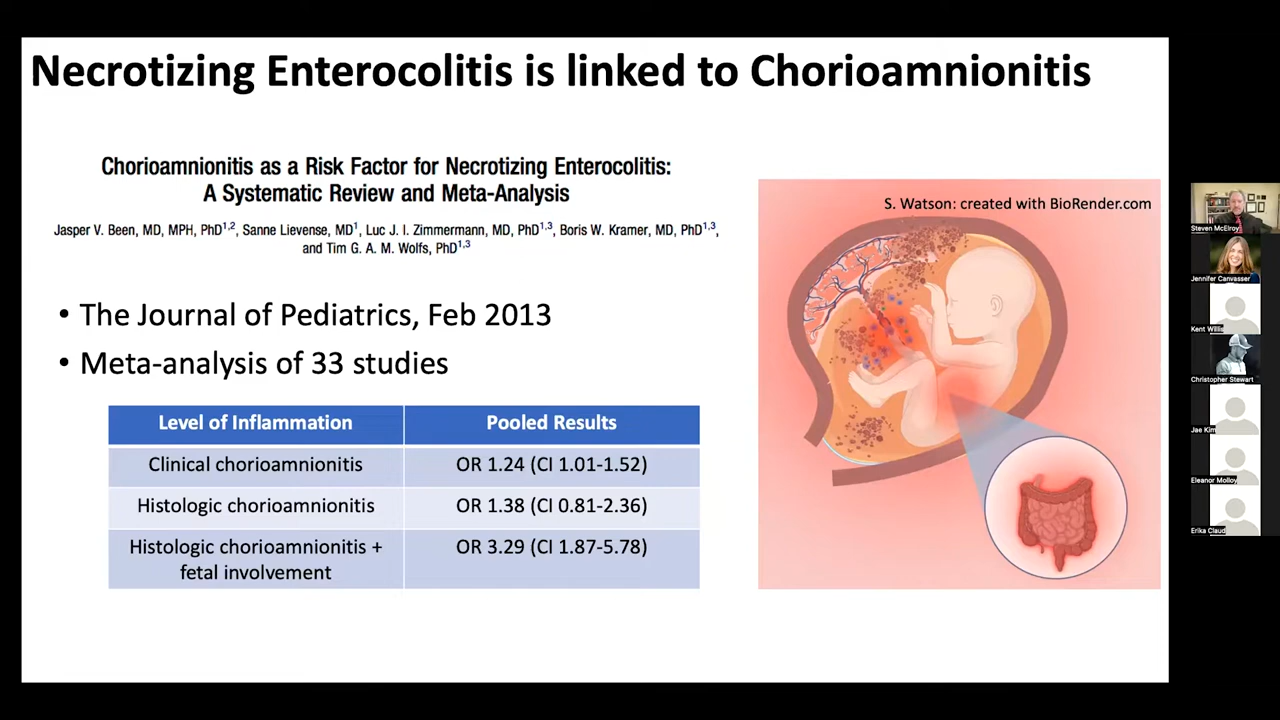 Necrotizing Enterocolitis is linked to Chorioamnionitis
Chorioamnionitis as a Risk Factor for Necrotizing Enterocolitis:
A Systematic Review and Meta-Analysis
Jasper V. Been, MD, MPH, PhD1,2, Sanne Lievense, MD1, Luc J. I. Zimmermann, MD, PhD1,3, Boris W. Kramer, MD, PhD1,3,
and Tim G. A. M. Wolfs, PhD1,3
• The Journal of Pediatrics, Feb 2013
• Meta-analysis of 33 studies
Level of Inflammation Pooled Results
Clinical chorioamnionitis OR 1.24 (CI 1.01-1.52)
Histologic chorioamnionitis OR 1.38 (CI 0.81-2.36)
Histologic chorioamnionitis + OR 3.29 (CI 1.87-5.78)
fetal involvement
S. Watson: created with BioRender.com
Steven McElroy
Jennifer Canvasser
Kent Willis
Christopher Stewart
Jae Kim
Eleanor Molloy
Erika Claud